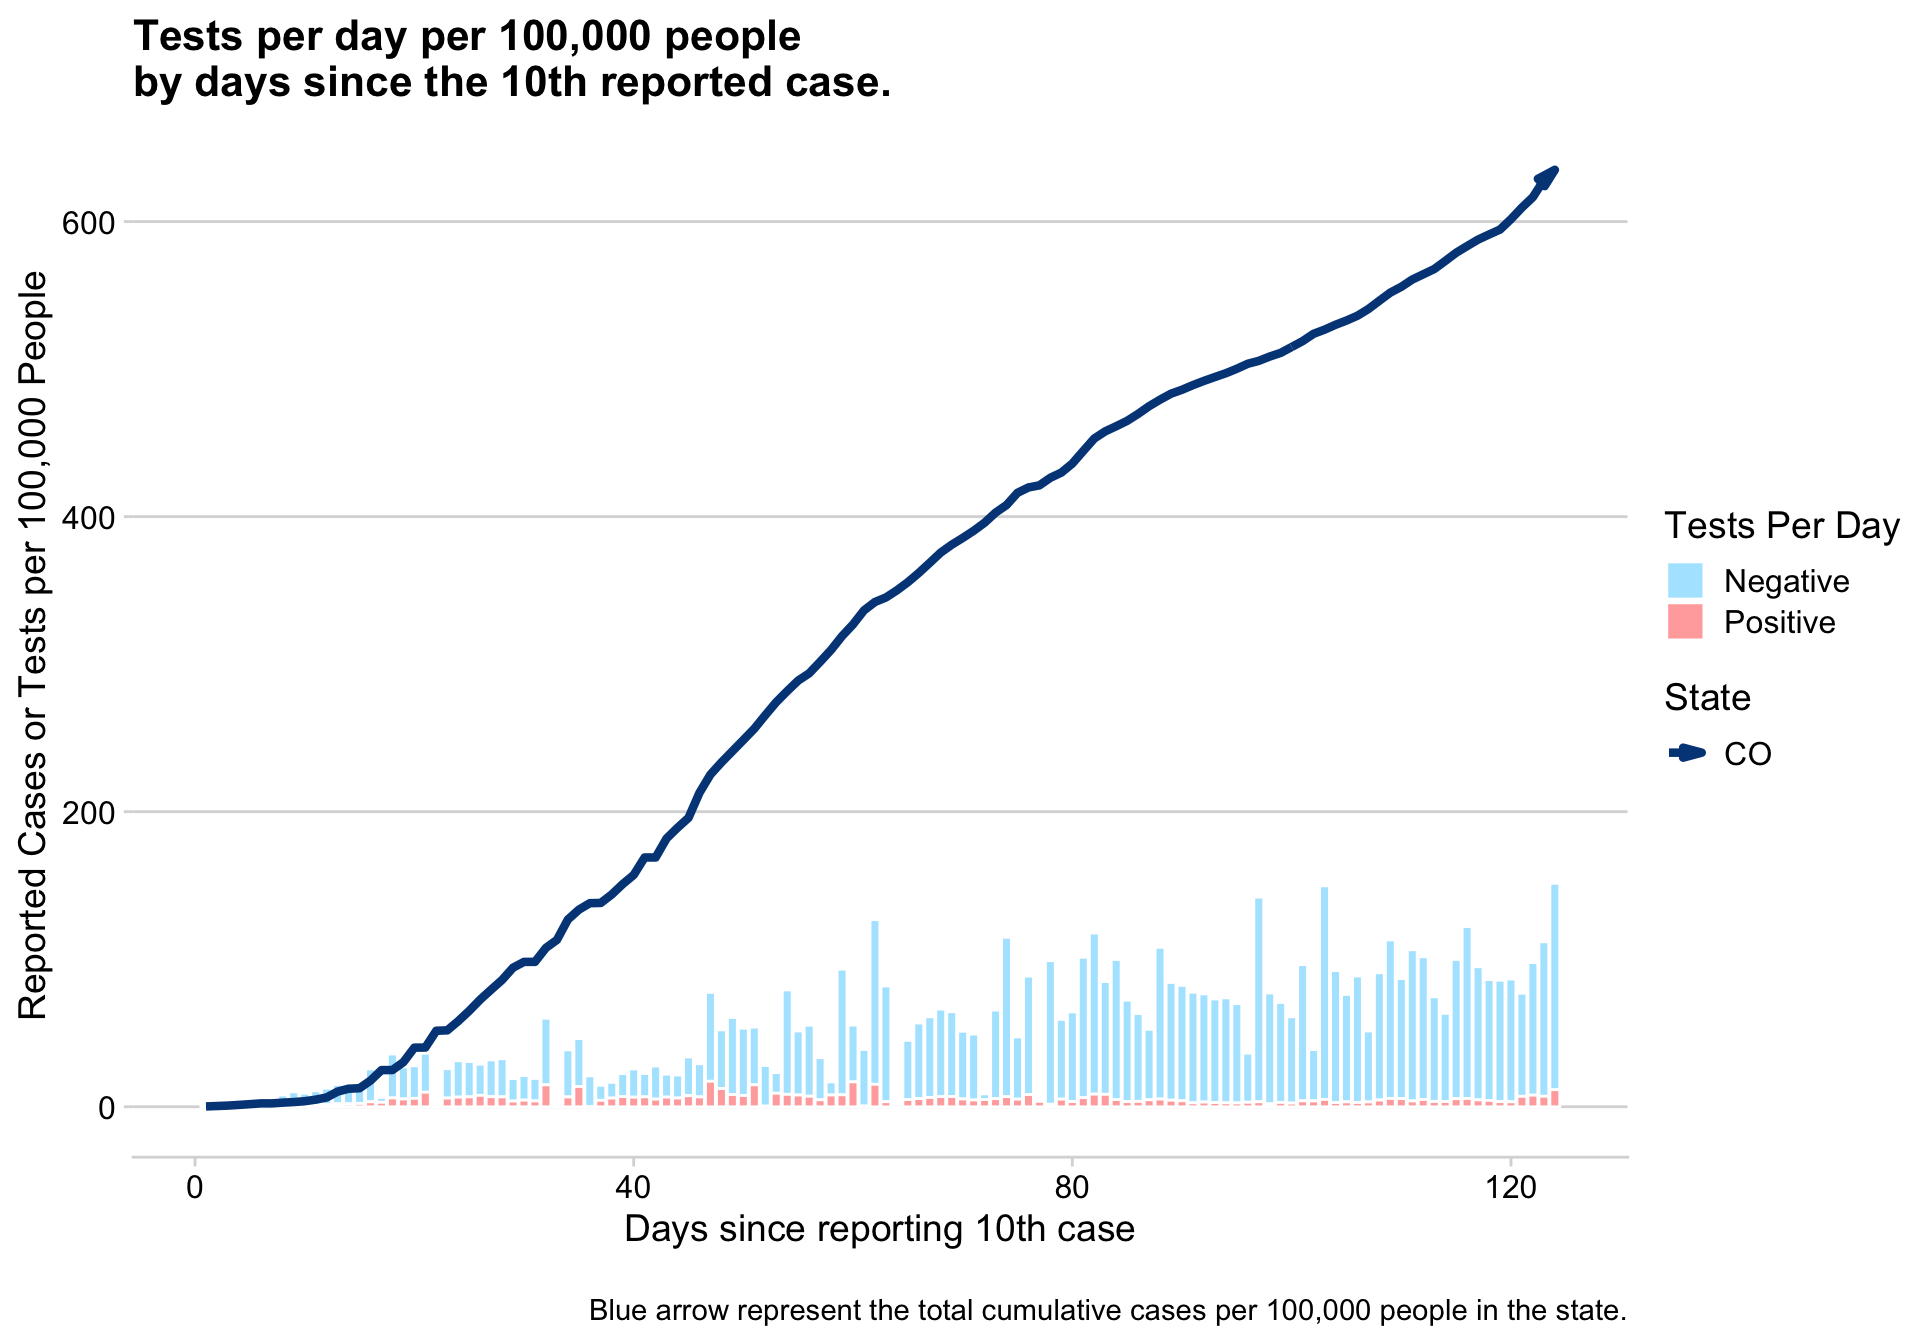 Tests per day per 100,000 people
by days since the 10th reported case.
Reported Cases or Tests per 100,000 People
600
400
200
0
0
40
80
120
Days since reporting 10th case
Tests Per Day
Negative
Positive
State
CO
Blue arrow represent the total cumulative cases per 100,000 people in the state.